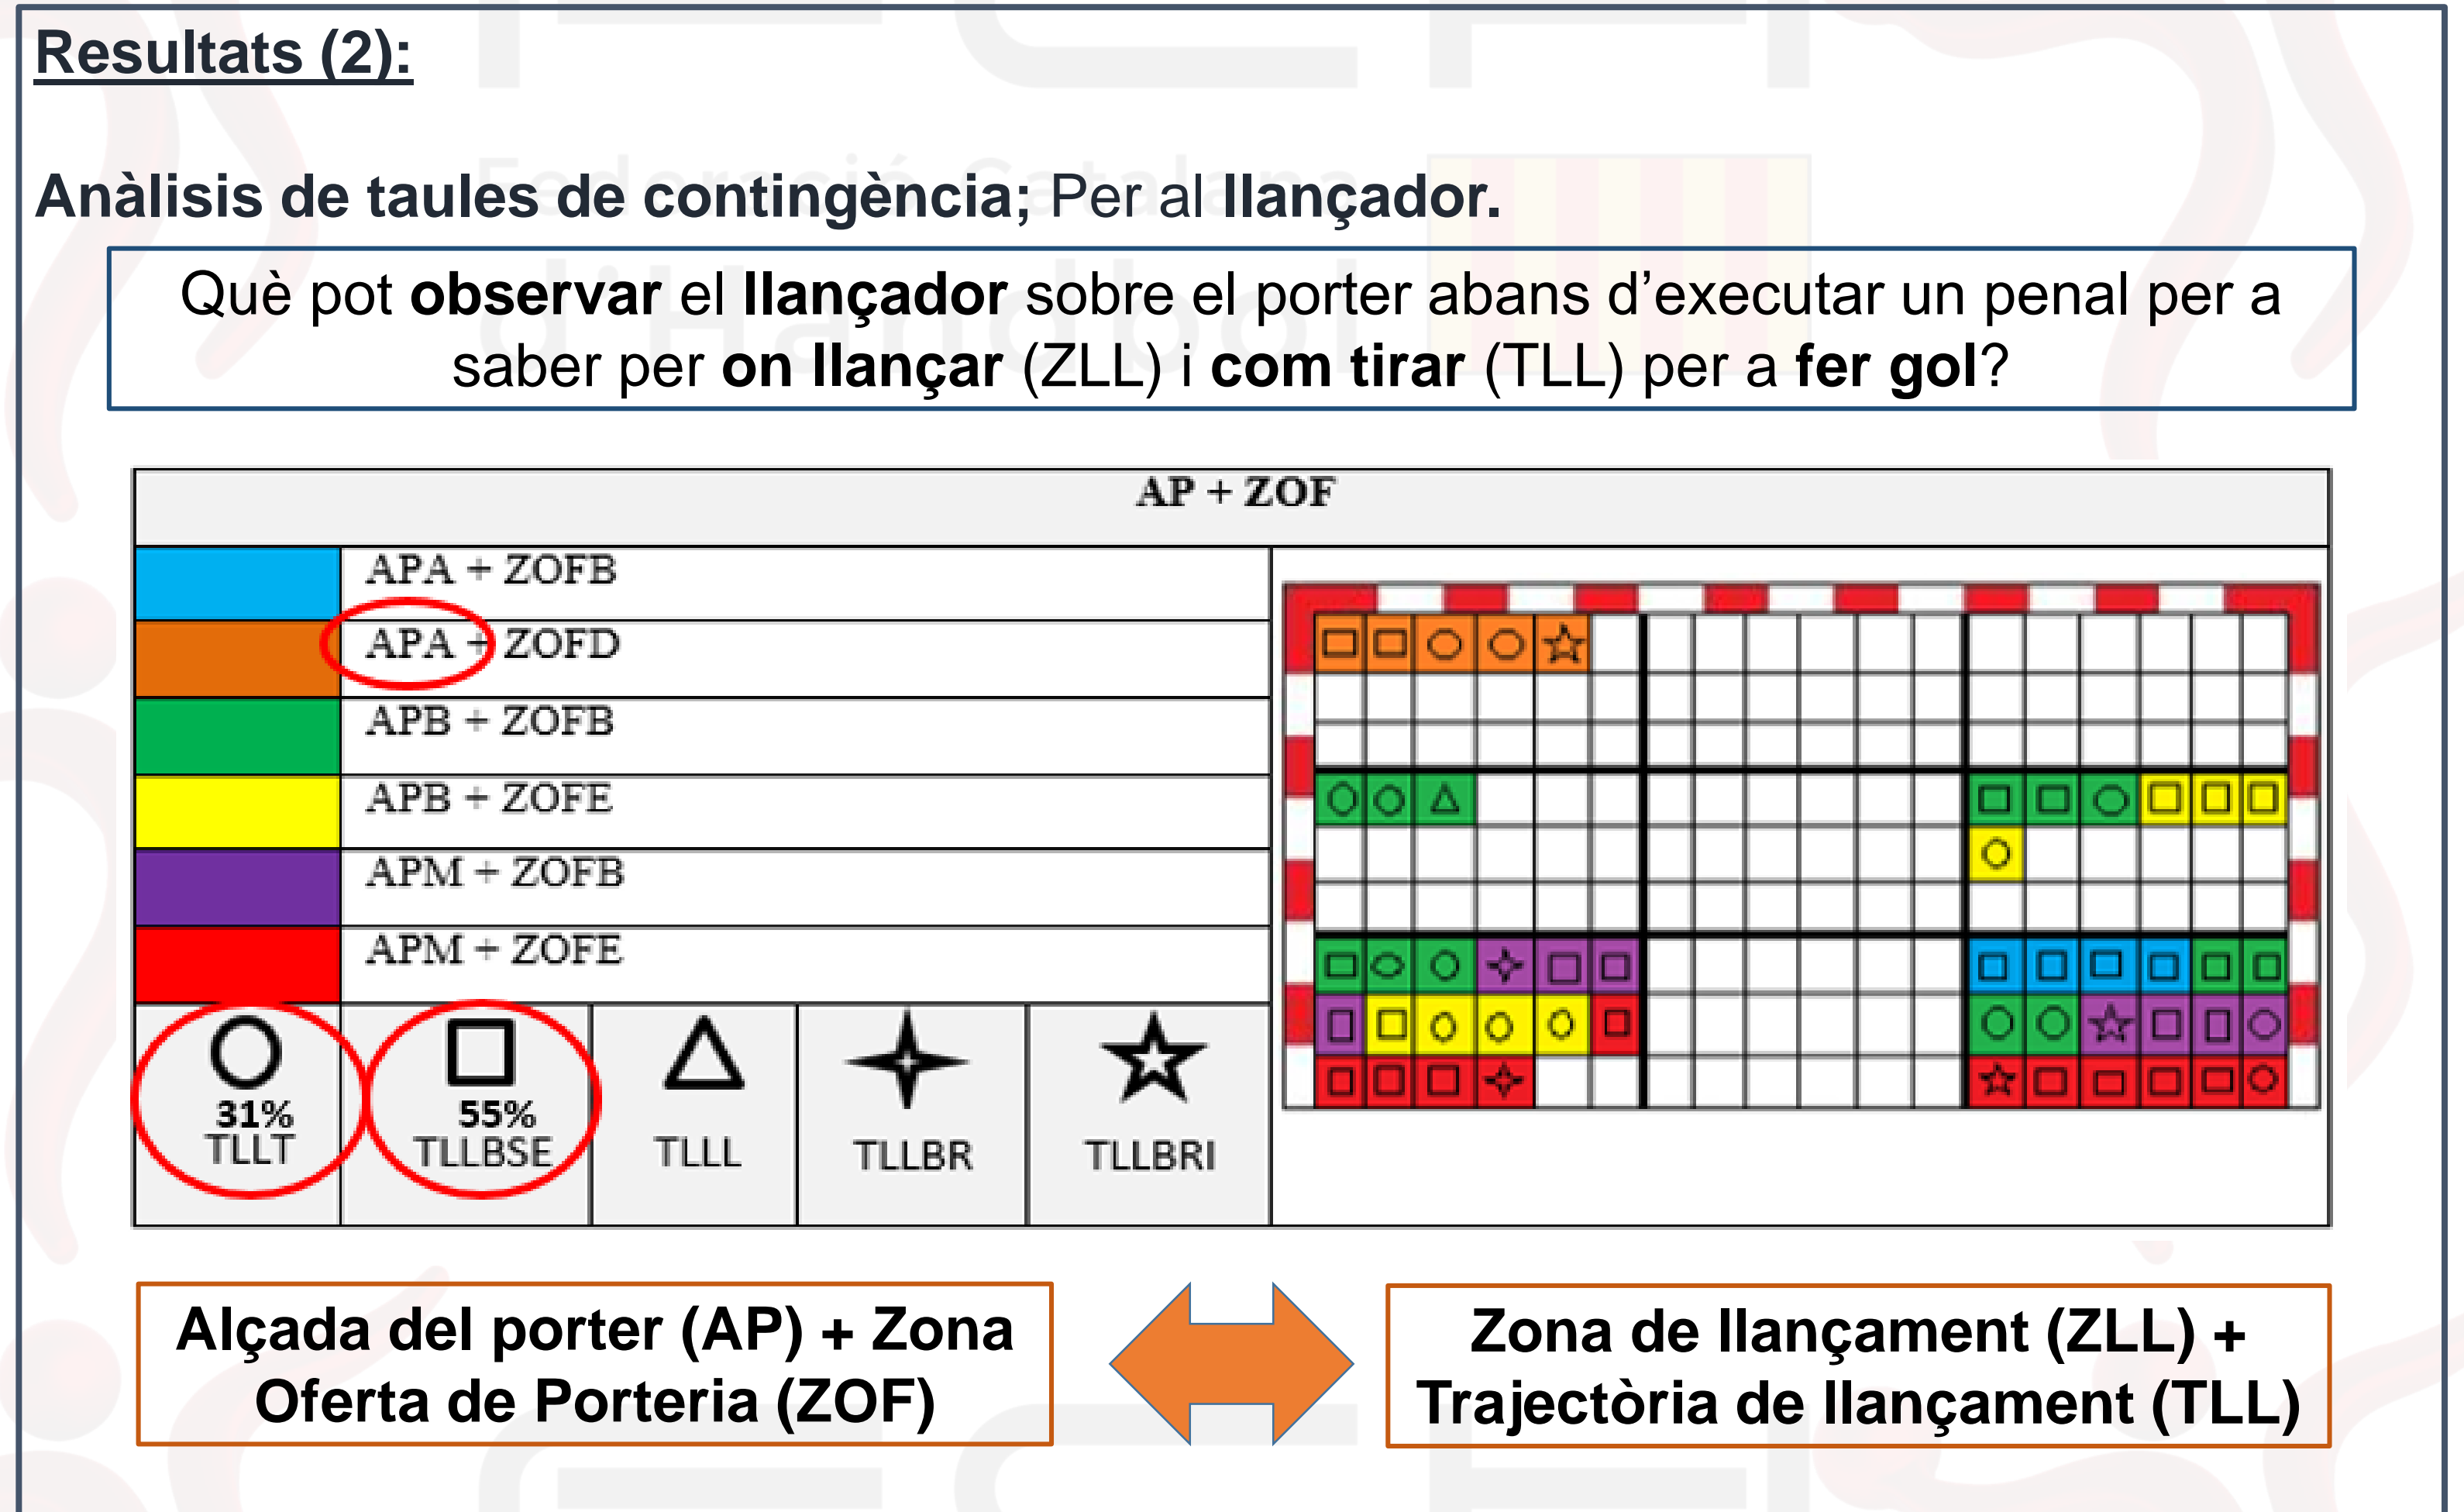 Resultats (2):
Anàlisis de taules de contingència; Per al llançador.
Què pot observar el llançador sobre el porter abans d’executar un penal per a
saber per on llançar (ZLL) i com tirar (TLL) per a fer gol?
AP + ZOF
APA + ZOFB
APA + ZOFD
APB + ZOFB
APB + ZOFE
APM + ZOFB
APM + ZOFE
31%
TLLT
55%
TLLBSE
TLLL
TLLBR
TLLBRI
Alçada del porter (AP) + Zona
Oferta de Porteria (ZOF)
Zona de llançament (ZLL) +
Trajectòria de llançament (TLL)
Federació Catalana
d'Handbol